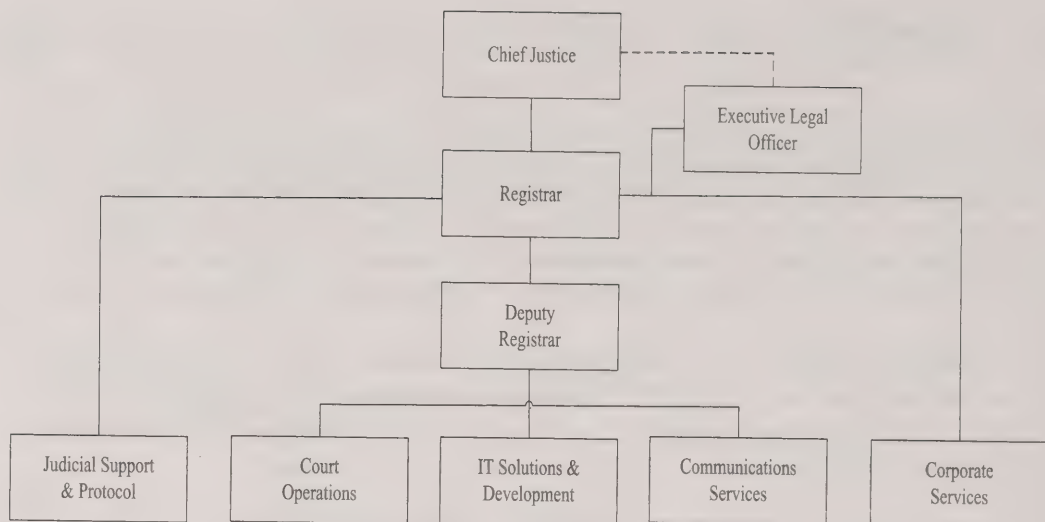 Chief Justice
Executive Legal
Officer
Registrar
Deputy
Registrar
Judicial Support
& Protocol
Court
Operations
IT Solutions &
Development
Communications
Services
Corporate
Services